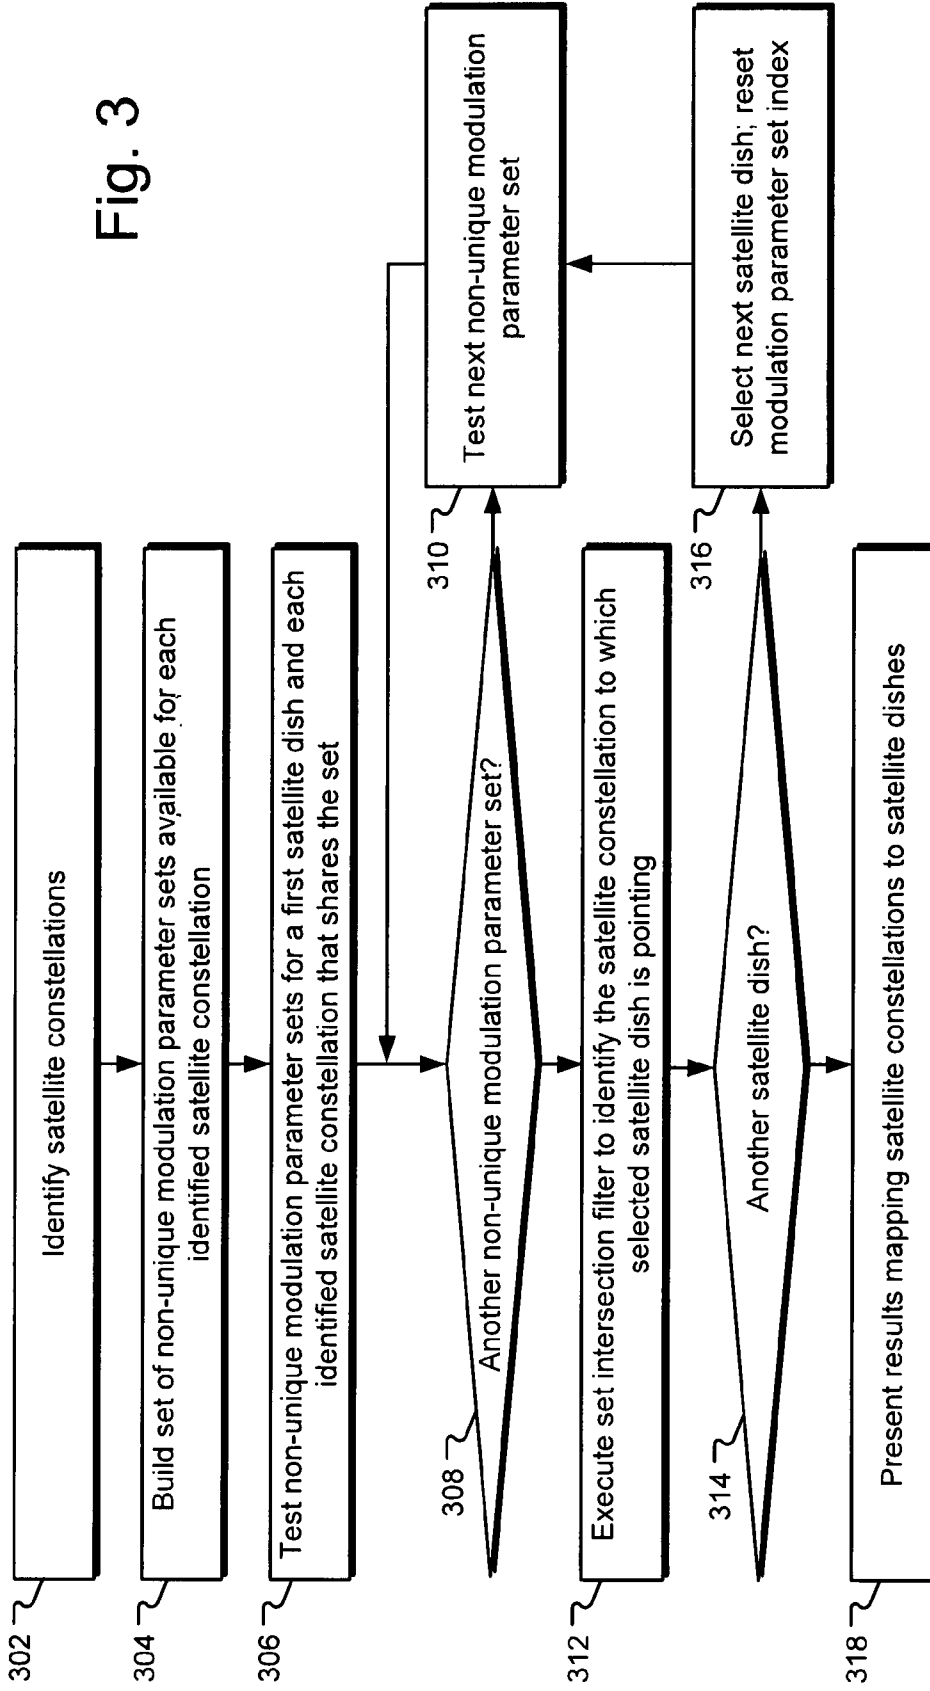 Fig. 3
302
Identify satellite constellations
304
Build set of non-unique modulation parameter sets available for each
identified satellite constellation
306
Test non-unique modulation parameter sets for a first satellite dish and each
identified satellite constellation that shares the set
308
Another non-unique modulation parameter set?
310
Test next non-unique modulation
parameter set
312
Execute set intersection filter to identify the satellite constellation to which
selected satellite dish is pointing
314
Another satellite dish?
316
Select next satellite dish; reset
modulation parameter set index
318
Present results mapping satellite constellations to satellite dishes